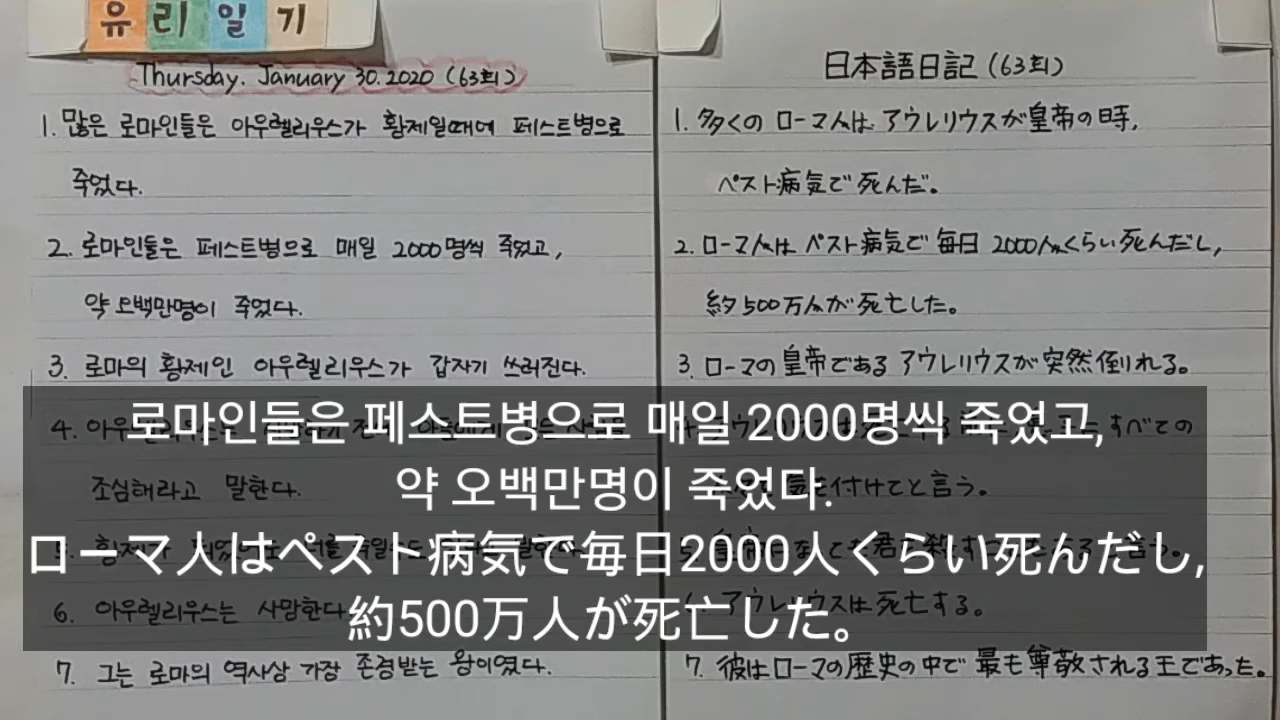 유리일기
Thursday. January 30. 2020 (63회)
1. 많은 로마인들은 아우렐리우스가 황제일때에 페스트병으로
죽었다.
2. 로마인들은 페스트병으로 매일 2000명씩 죽었고,
약 오백만명이 죽었다.
3. 로마의 황제인 아우렐리우스가 갑자기 쓰러진다.
4. 아우렐리우스는
조심해라고 말한다.
6. 아우렐리우스는 사망한다
7. 그는 로마의 역사상 가장 존경받는 왕이였다.
日本語日記 (63회)
1. 多くの ローマ人は アウレリウスが皇帝の時,
ペスト病気で 死んだ。
2. ローマ人は ペスト病気で 毎日 2000人くらい死んだし,
約500万人が死亡した。
3. ローマの皇帝である アウレリウスが突然倒れる。
すべての
気を付けてと言う。
アウレリウスは死亡する。
7. 彼はローマの歴史の中で 最も尊敬される王であった。
로마인들은 페스트병으로 매일 2000명씩 죽었고,
약 오백만명이 죽었다.
ローマ人はペスト病気で毎日2000人くらい死んだし,
約500万人が死亡した。